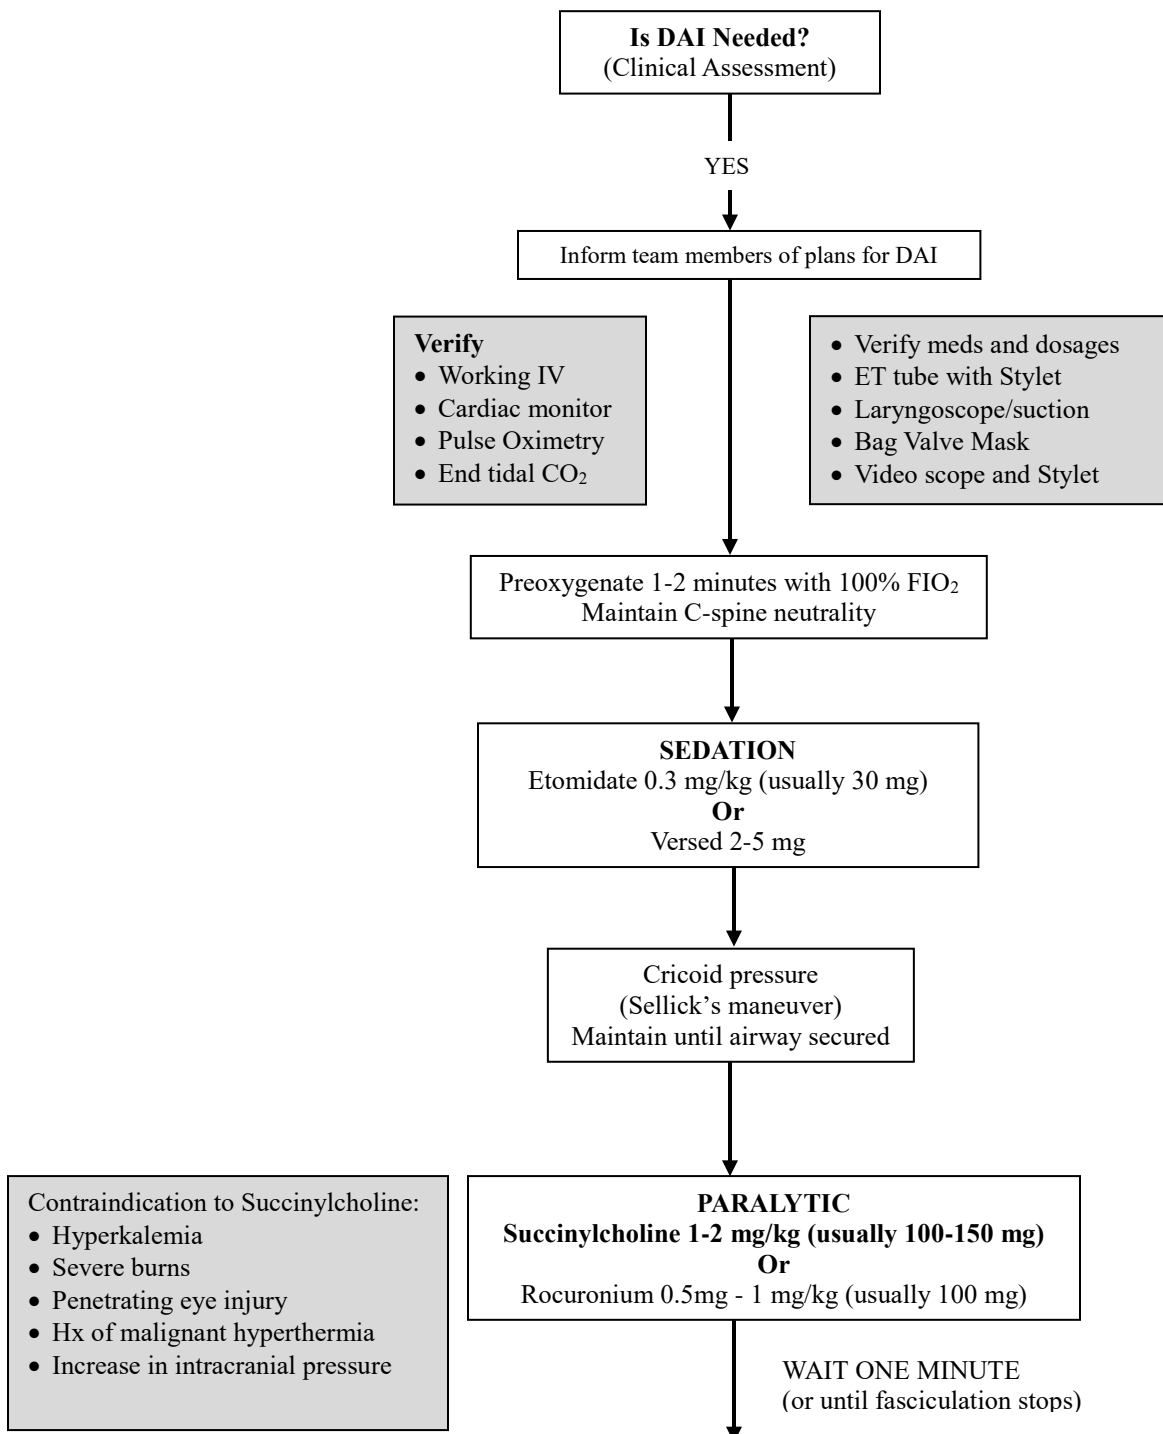 Is DAI Needed?
(Clinical Assessment)
YES
Inform team members of plans for DAI
Verify
• Working IV
• Cardiac monitor
• Pulse Oximetry
• End tidal CO₂
• Verify meds and dosages
• ET tube with Stylet
• Laryngoscope/suction
• Bag Valve Mask
• Video scope and Stylet
Preoxygenate 1-2 minutes with 100% FIO₂
Maintain C-spine neutrality
SEDATION
Etomidate 0.3 mg/kg (usually 30 mg)
Or
Versed 2-5 mg
Cricoid pressure
(Sellick’s maneuver)
Maintain until airway secured
Contraindication to Succinylcholine:
• Hyperkalemia
• Severe burns
• Penetrating eye injury
• Hx of malignant hyperthermia
• Increase in intracranial pressure
PARALYTIC
Succinylcholine 1-2 mg/kg (usually 100-150 mg)
Or
Rocuronium 0.5mg - 1 mg/kg (usually 100 mg)
WAIT ONE MINUTE
(or until fasciculation stops)